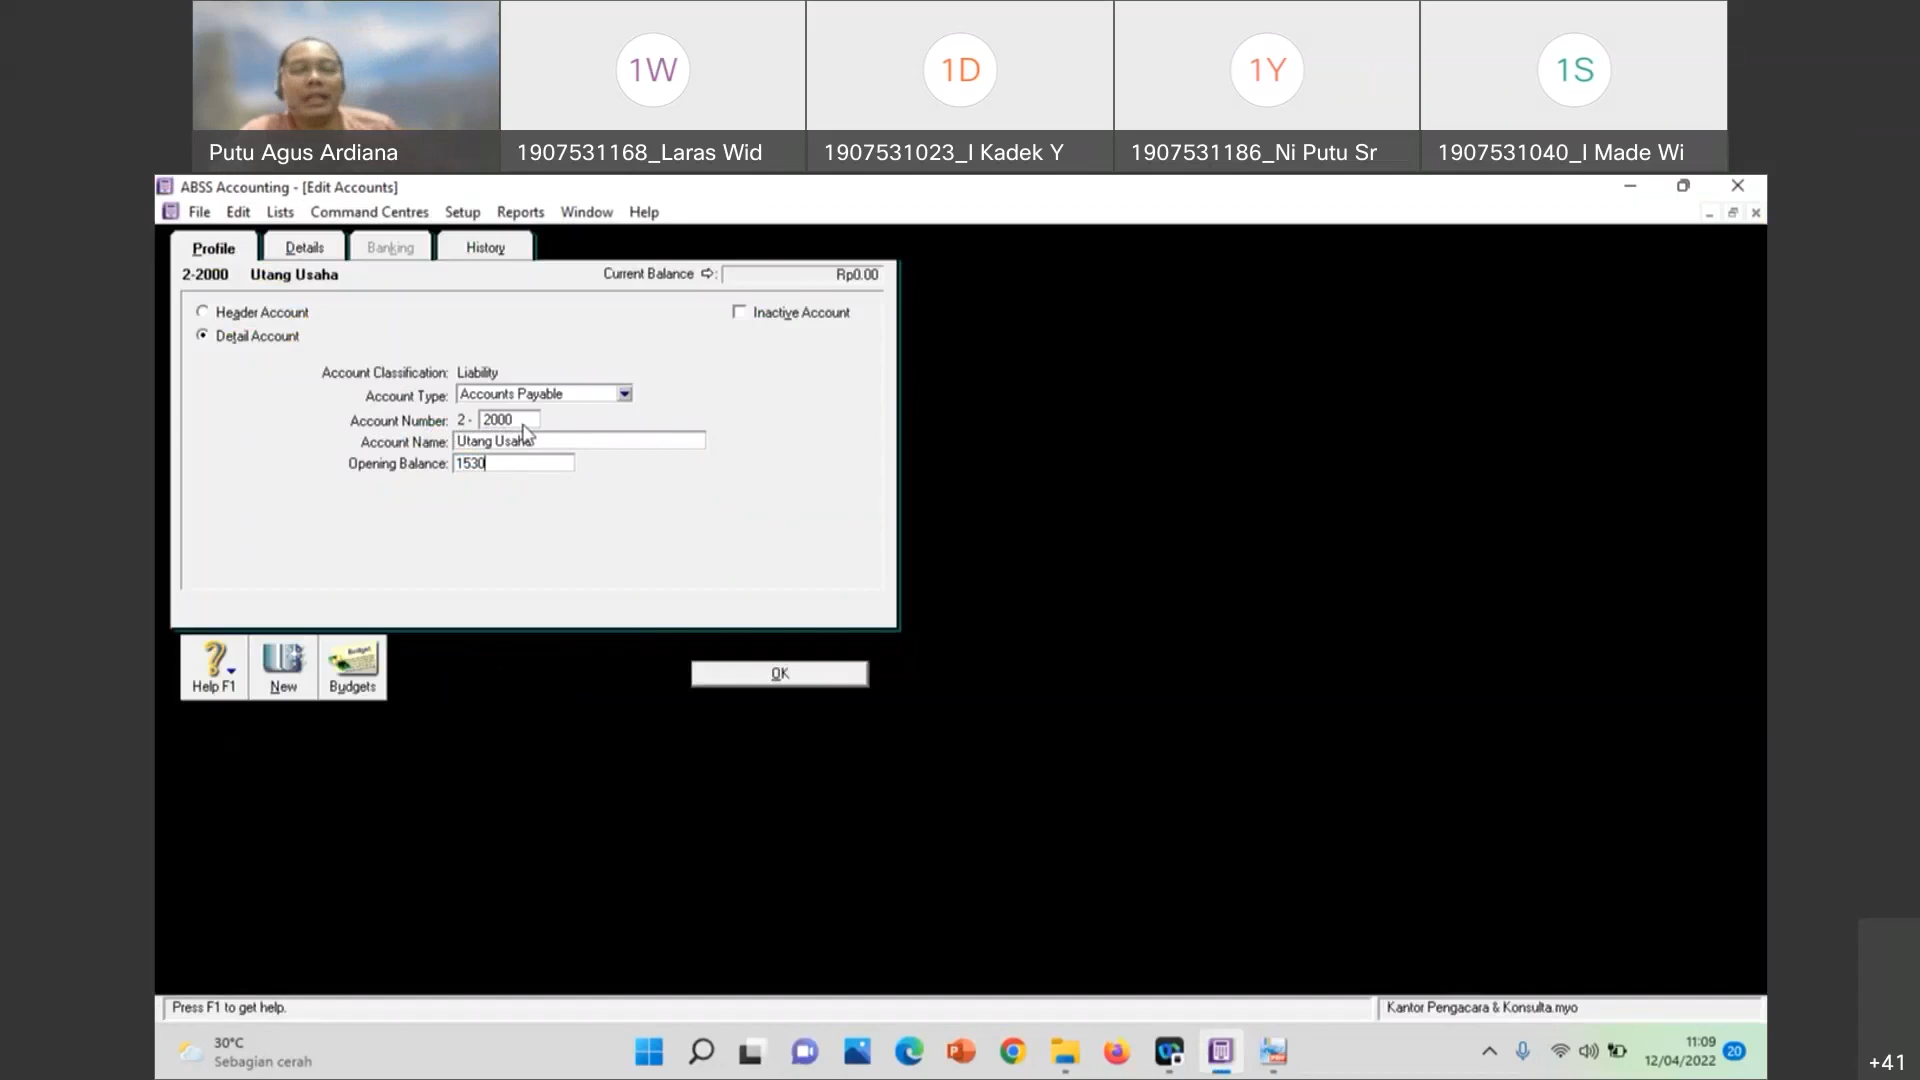 1W
1D
1Y
1S
Putu Agus Ardiana
1907531168_Laras Wid
1907531023_I Kadek Y
1907531186_Ni Putu Sr
1907531040_I Made Wi
ABSS Accounting - [Edit Accounts]
File Edit Lists Command Centres Setup Reports Window Help
Profile Details Banking History
2-2000 Utang Usaha Current Balance Rp0.00
Header Account Inactive Account
Detail Account
Account Classification: Liability
Account Type: Accounts Payable
Account Number: 2 - 2000
Account Name: Utang Usaha
Opening Balance: 1530
Budget
Help F1 New Budgets
OK
Press F1 to get help. Kantor Pengacara & Konsulta.myo
30°C
Sebagian cerah
11:09
12/04/2022
20
+41